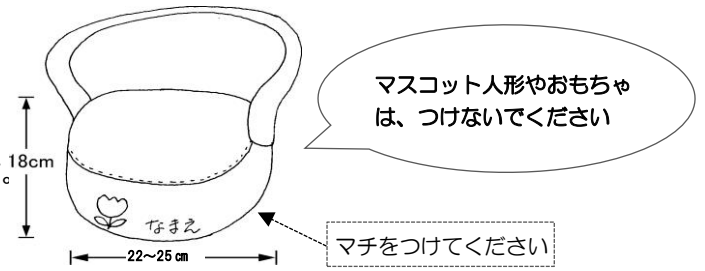 マスコット人形やおもちゃ
は、つけないでください
18cm
なまえ
マチをつけてください
22～25㎝